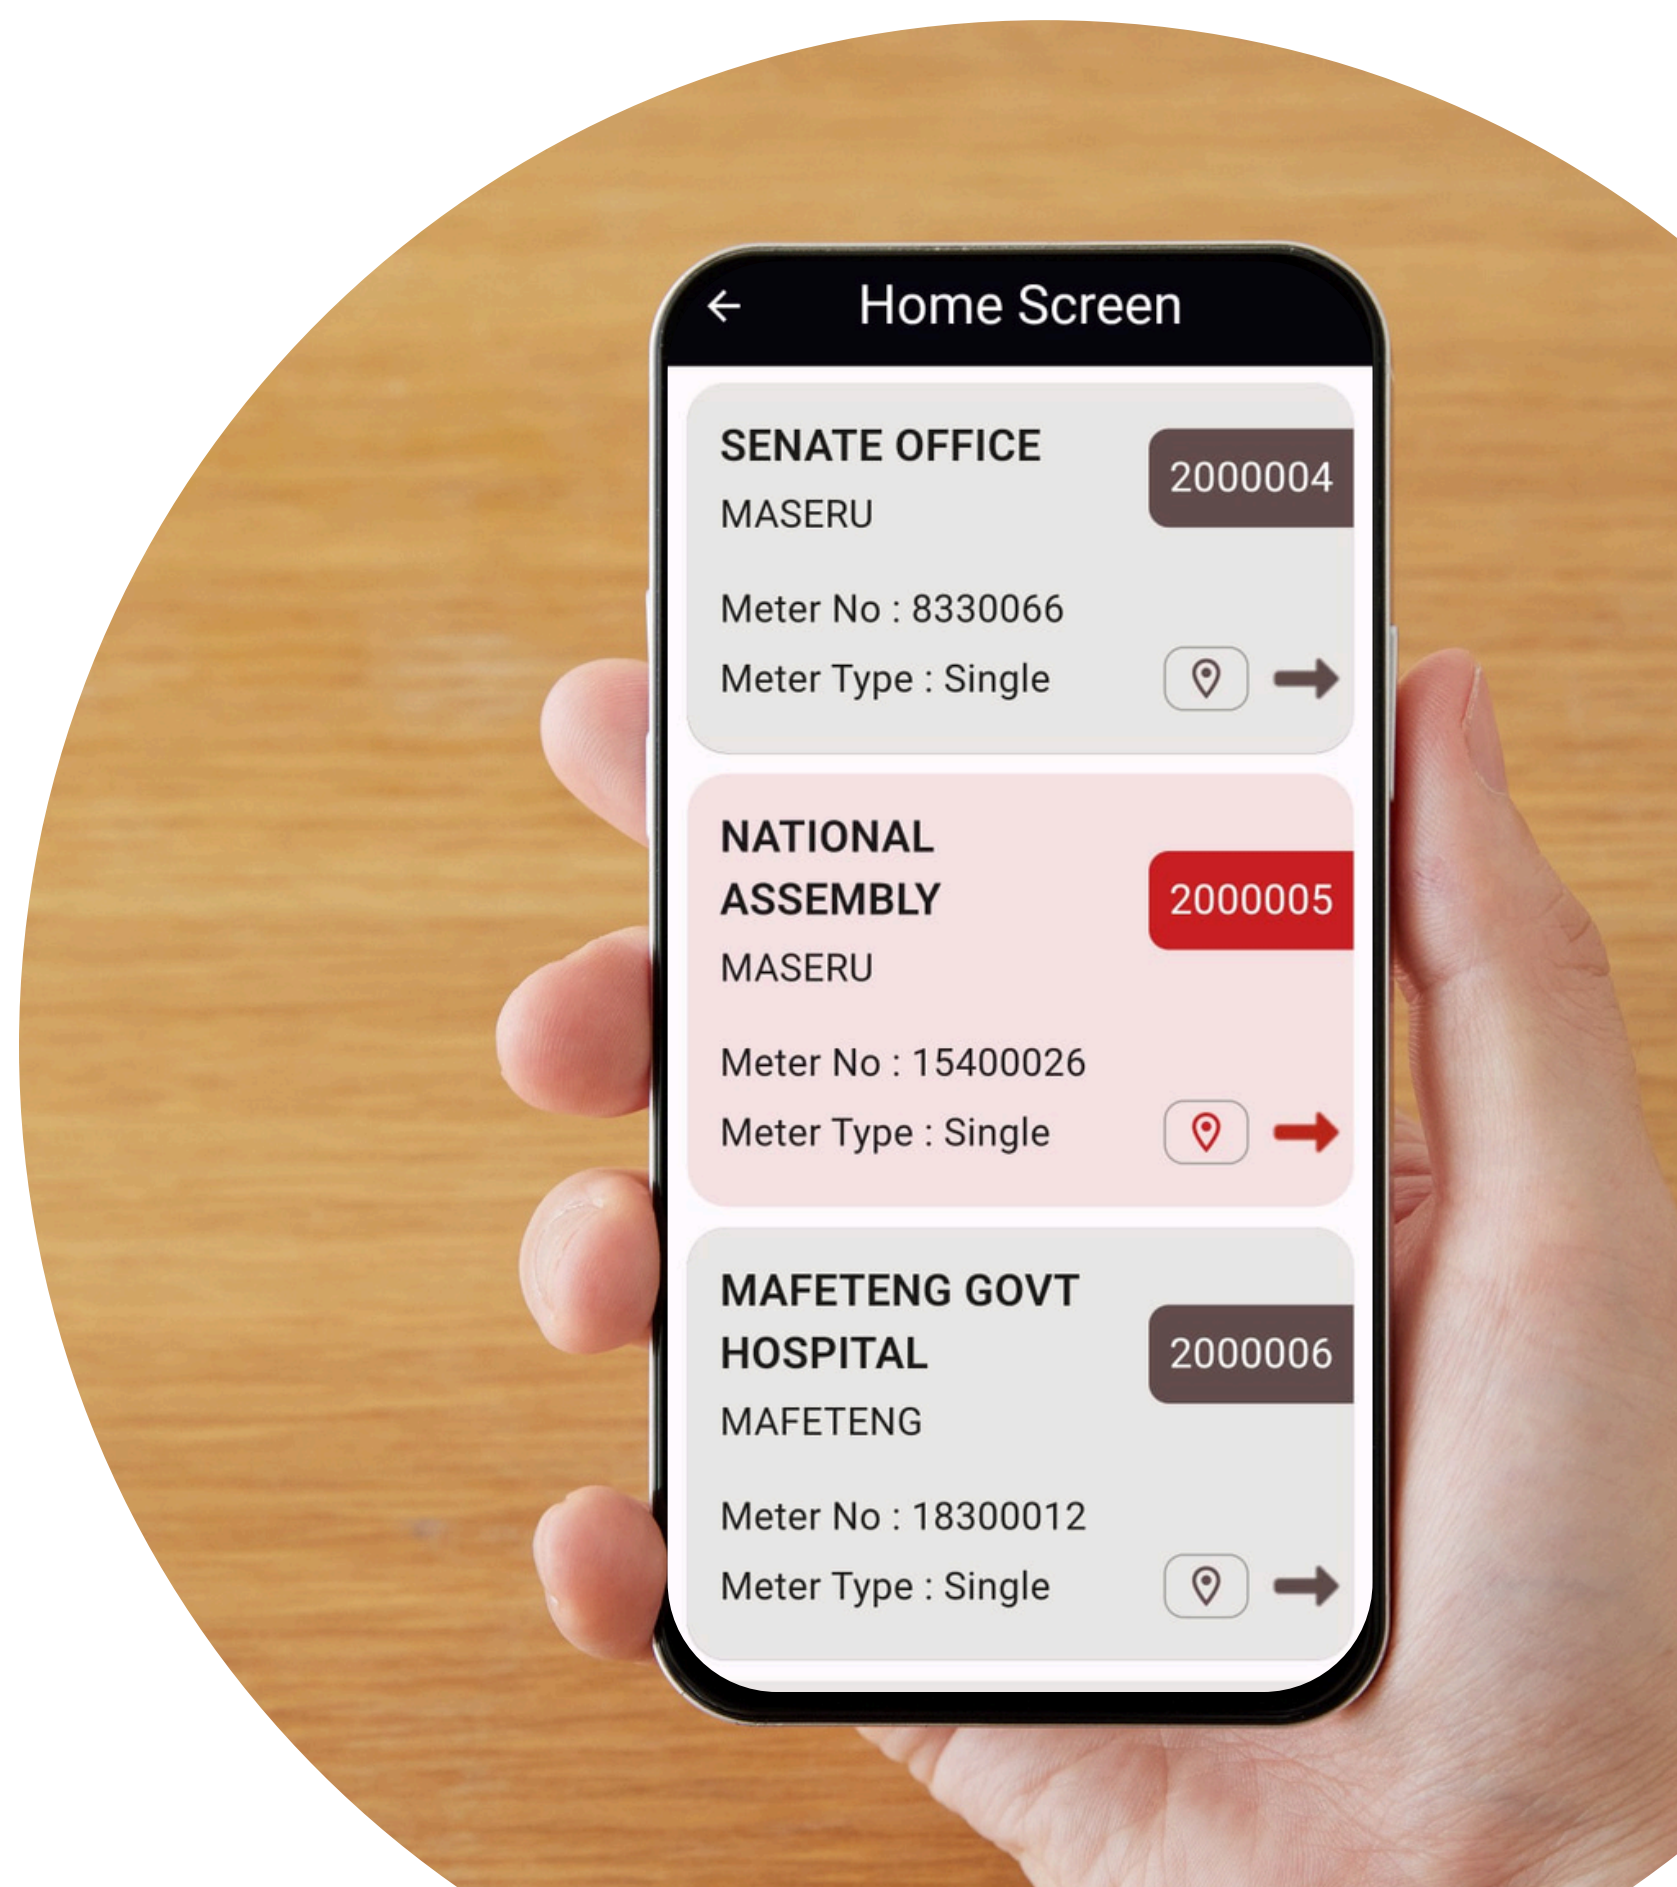 Home Screen
SENATE OFFICE
2000004
MASERU
Meter No : 8330066
Meter Type : Single
NATIONAL
ASSEMBLY
2000005
MASERU
Meter No : 15400026
Meter Type : Single
MAFETENG GOVT
HOSPITAL
2000006
MAFETENG
Meter No : 18300012
Meter Type : Single